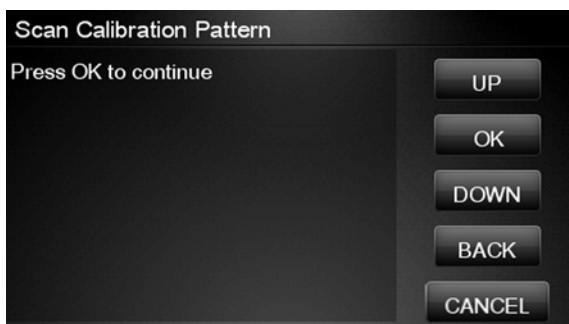 Scan Calibration Pattern
Press OK to continue
UP
OK
DOWN
BACK
CANCEL